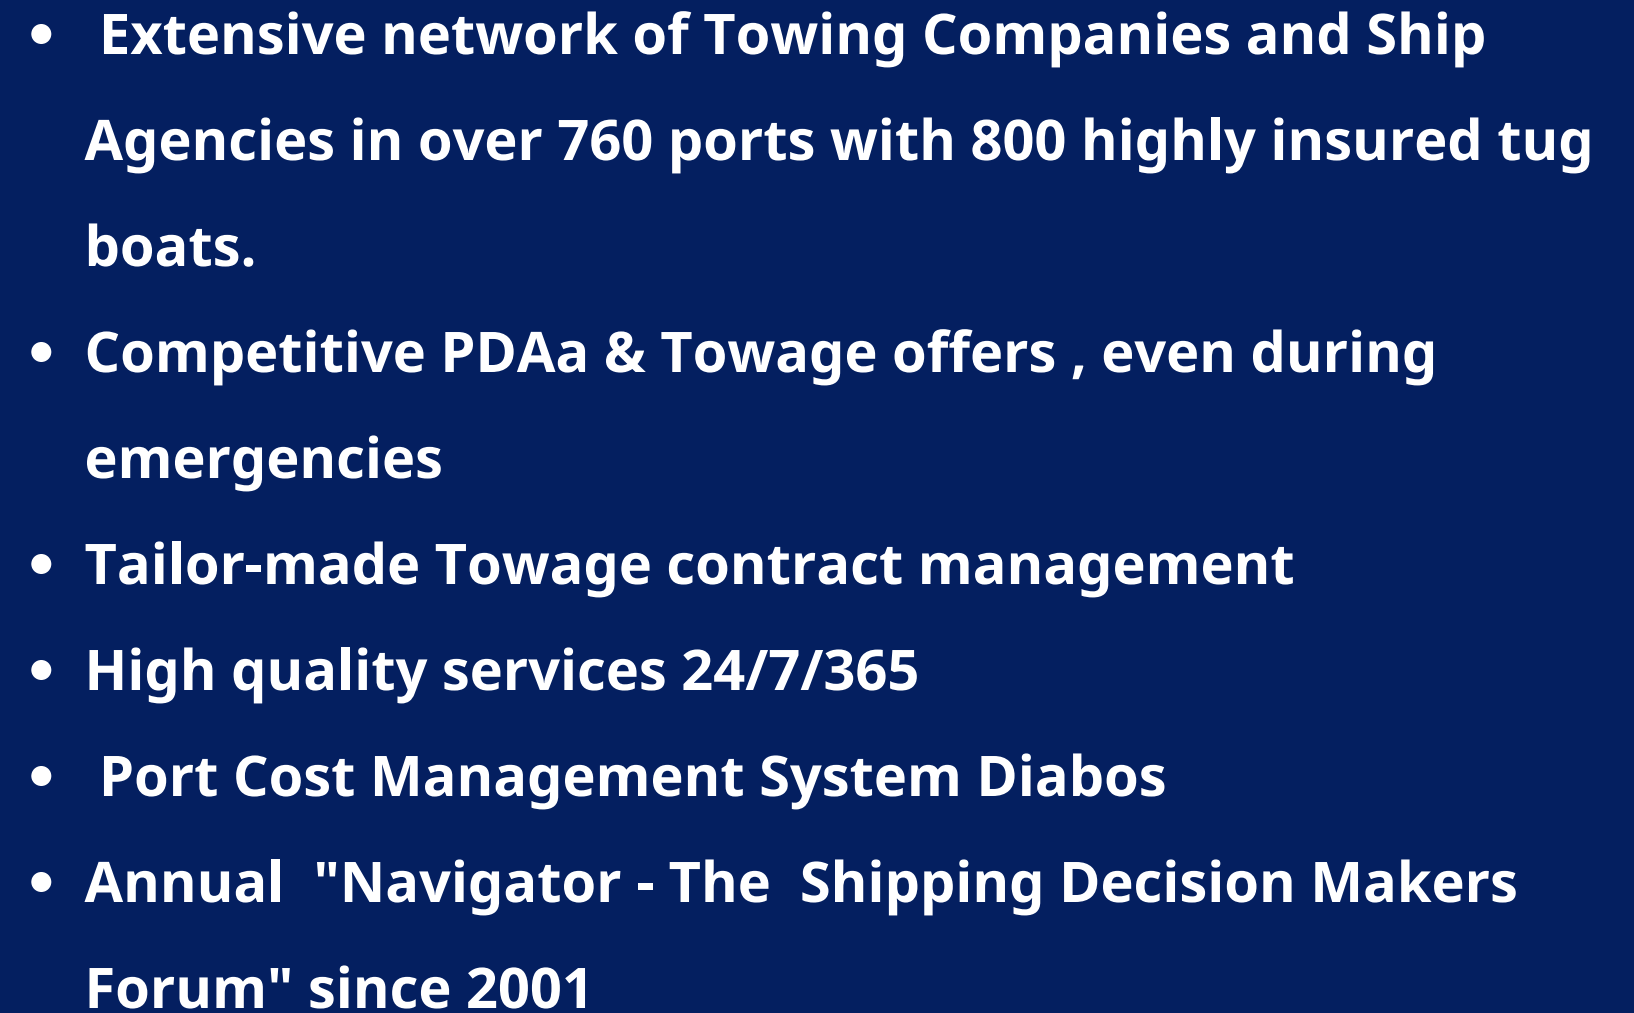 • Extensive network of Towing Companies and Ship
Agencies in over 760 ports with 800 highly insured tug
boats.
• Competitive PDAa & Towage offers , even during
emergencies
• Tailor-made Towage contract management
• High quality services 24/7/365
• Port Cost Management System Diabos
• Annual  "Navigator - The  Shipping Decision Makers
Forum" since 2001